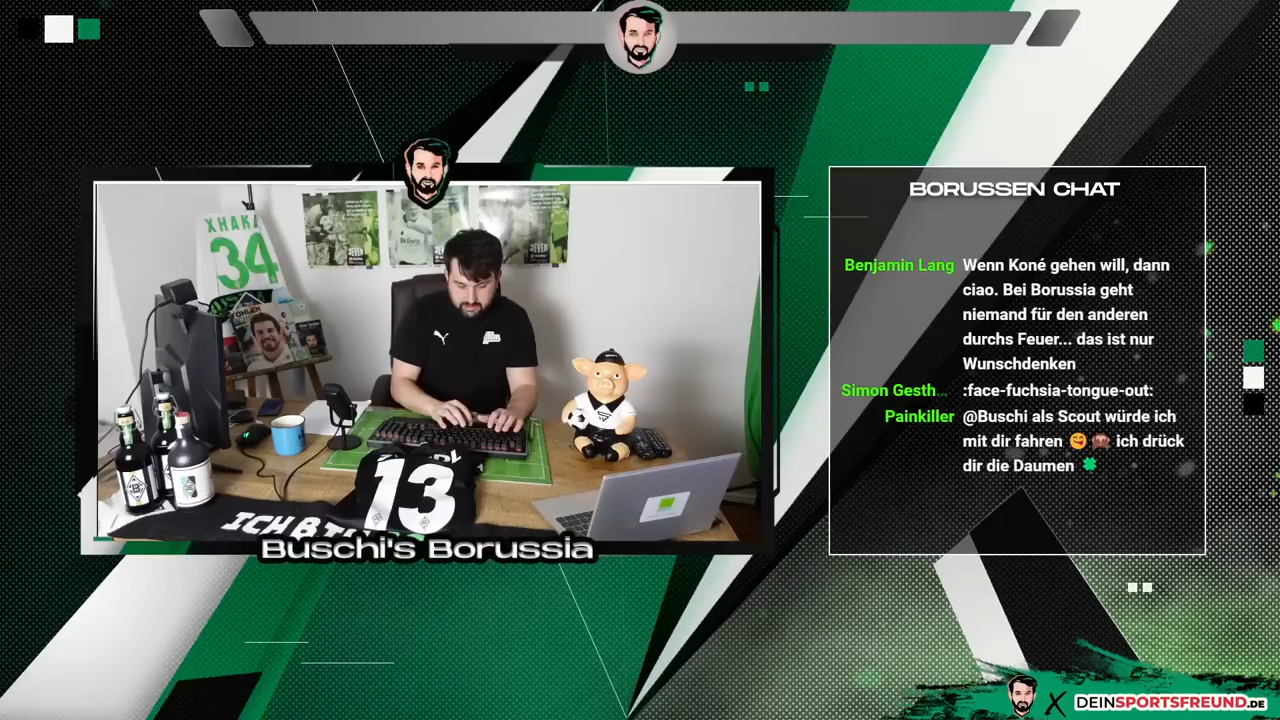 BORUSSEN CHAT
Benjamin Lang Wenn Koné gehen will, dann
ciao. Bei Borussia geht
niemand für den anderen
durchs Feuer... das ist nur
Wunschdenken
Simon Gesth... :face-fuchsia-tongue-out:
Painkiller @Buschi als Scout würde ich
mit dir fahren 😋🙈 ich drück
dir die Daumen 🍀
XHAKA
34
13
ICH BIN
Buschi's Borussia
X DEINSPORTSFREUND.DE